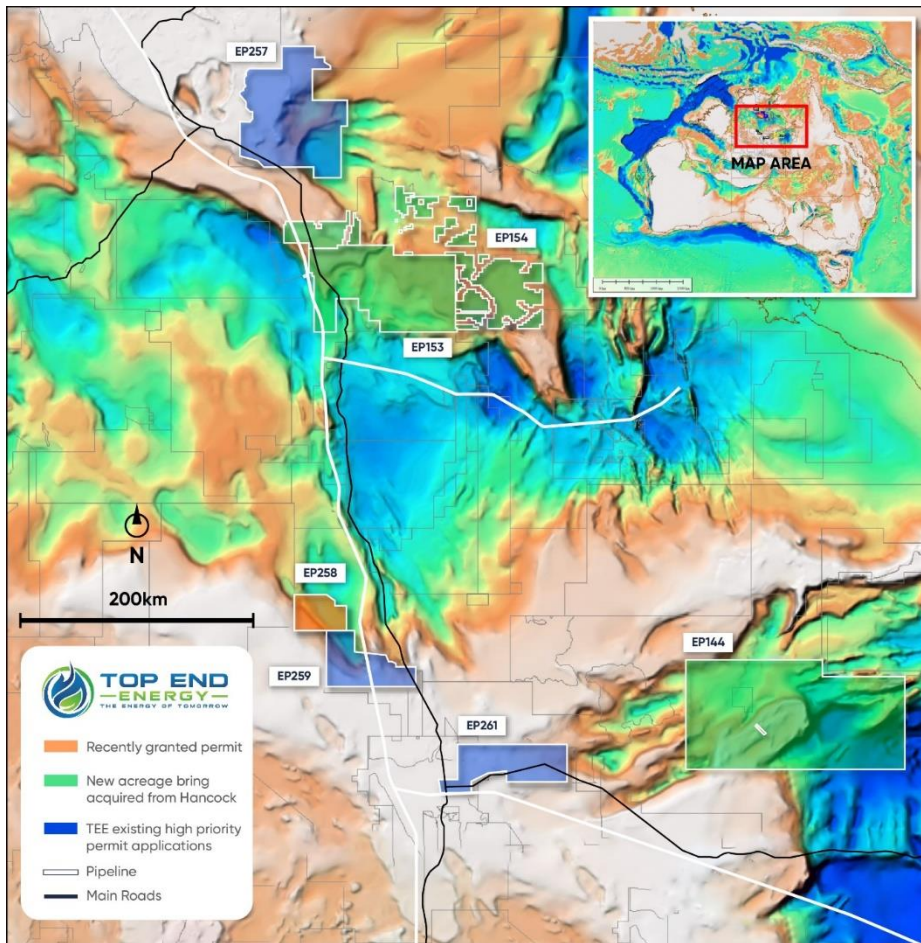 EP257
MAP AREA
EP154
EP153
N
200km
EP258
EP259
EP144
EP261
TOP END
ENERGY
THE ENERGY OF TOMORROW
Recently granted permit
New acreage bring
acquired from Hancock
TEE existing high priority
permit applications
Pipeline
Main Roads